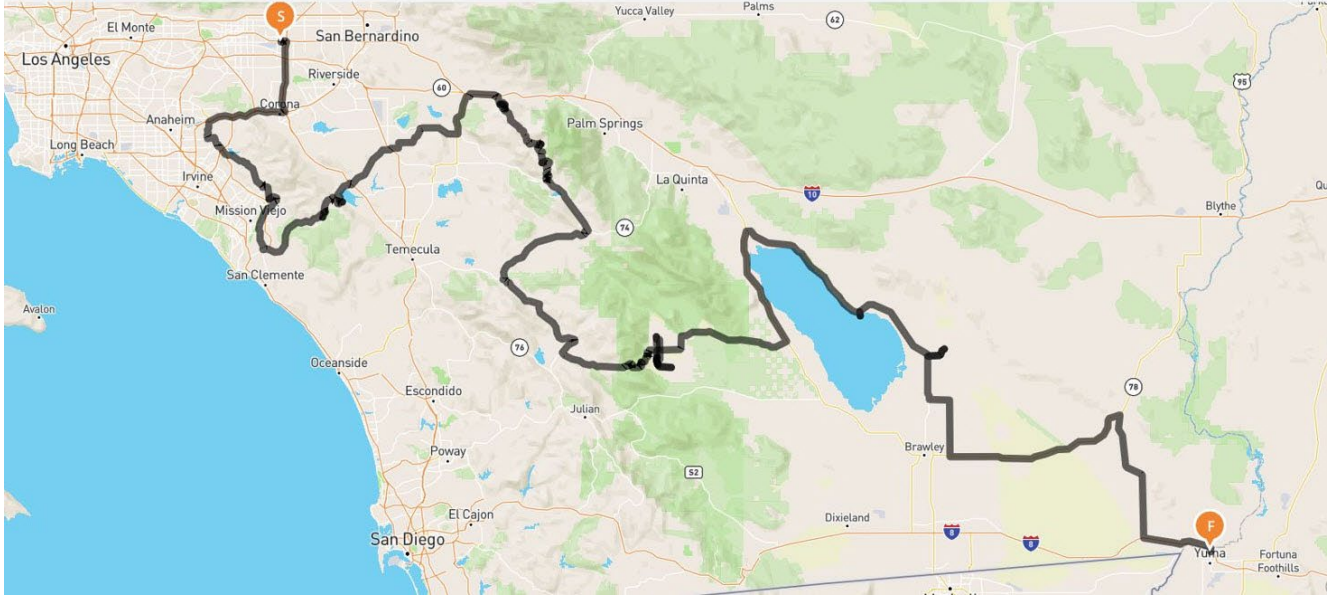 S
Yucca Valley
Palms
62
El Monte
San Bernardino
Los Angeles
Riverside
60
95
Corona
Anaheim
Palm Springs
Long Beach
Irvine
La Quinta
10
Blythe
Mission Viejo
74
Temecula
San Clemente
Avalon
76
Oceanside
Escondido
78
Julian
Brawley
Poway
S2
El Cajon
Dixieland
F
8
8
San Diego
Yuma
Fortuna
Foothills